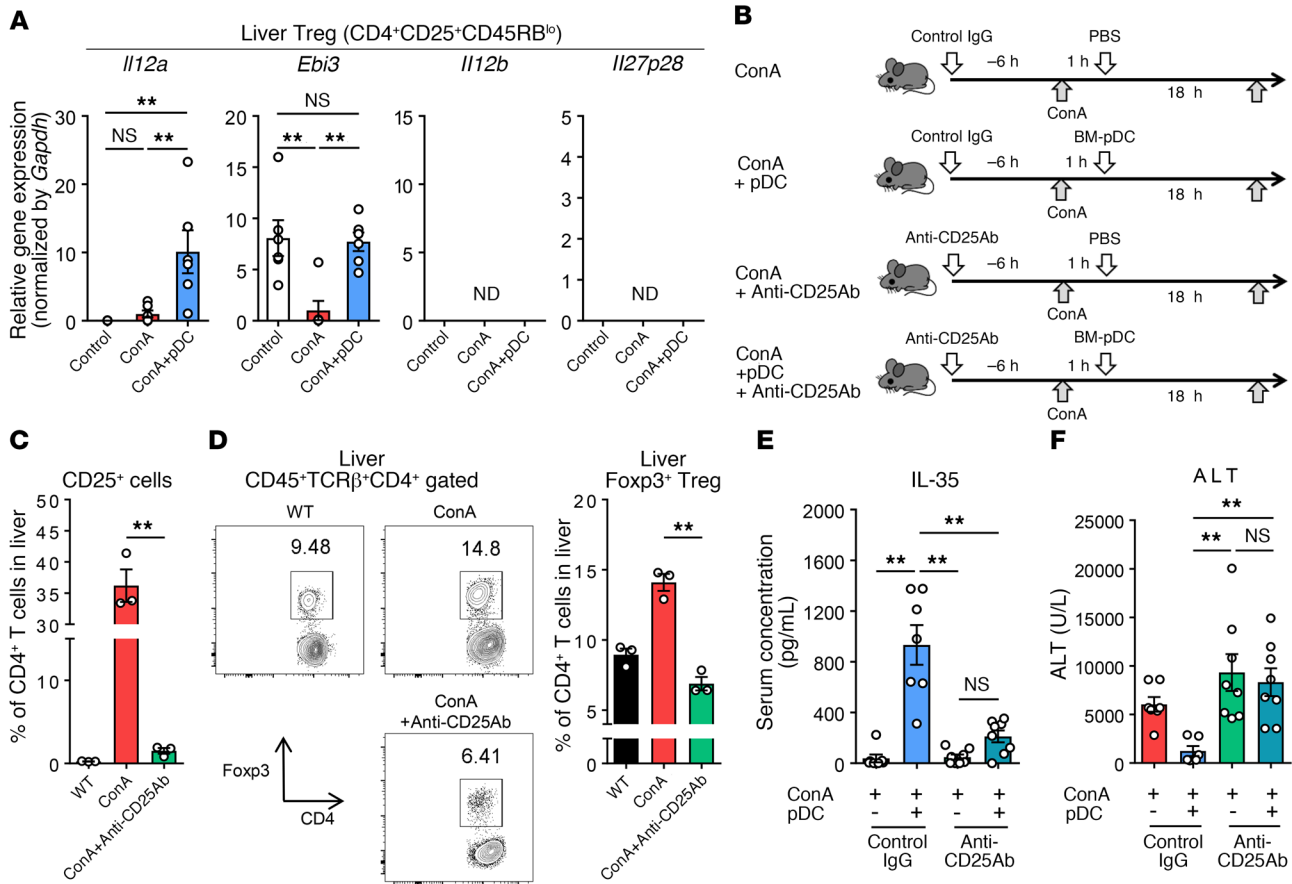 A
Liver Treg (CD4⁺CD25⁺CD45RBˡᵒ)
Il12a
Ebi3
Il12b
Il27p28
Relative gene expression
(normalized by Gapdh)
**
NS
**
30
20
10
0
Control
ConA
ConA+pDC
NS
**
**
20
15
10
5
0
Control
ConA
ConA+pDC
15
10
5
0
ND
Control
ConA
ConA+pDC
5
4
3
2
1
0
ND
Control
ConA
ConA+pDC
B
ConA
Control IgG
–6 h
1 h
PBS
ConA
18 h
ConA
+ pDC
Control IgG
–6 h
1 h
BM-pDC
ConA
18 h
ConA
+ Anti-CD25Ab
Anti-CD25Ab
–6 h
1 h
PBS
ConA
18 h
ConA
+pDC
+ Anti-CD25Ab
Anti-CD25Ab
–6 h
1 h
BM-pDC
ConA
18 h
C
CD25⁺ cells
% of CD4⁺ T cells in liver
50
45
40
35
30
10
0
**
WT
ConA
ConA+Anti-CD25Ab
D
Liver
CD45⁺TCRβ⁺CD4⁺ gated
WT
9.48
ConA
14.8
ConA
+Anti-CD25Ab
6.41
Foxp3
CD4
Liver
Foxp3⁺ Treg
% of CD4⁺ T cells in liver
20
15
10
5
0
**
WT
ConA
ConA+Anti-CD25Ab
E
IL-35
Serum concentration
(pg/mL)
2000
1600
1200
800
400
0
**
**
**
NS
ConA + + + +
pDC - + - +
Control
IgG
Anti-
CD25Ab
F
ALT
ALT (U/L)
25000
20000
15000
10000
5000
0
**
**
NS
ConA + + + +
pDC - + - +
Control
IgG
Anti-
CD25Ab